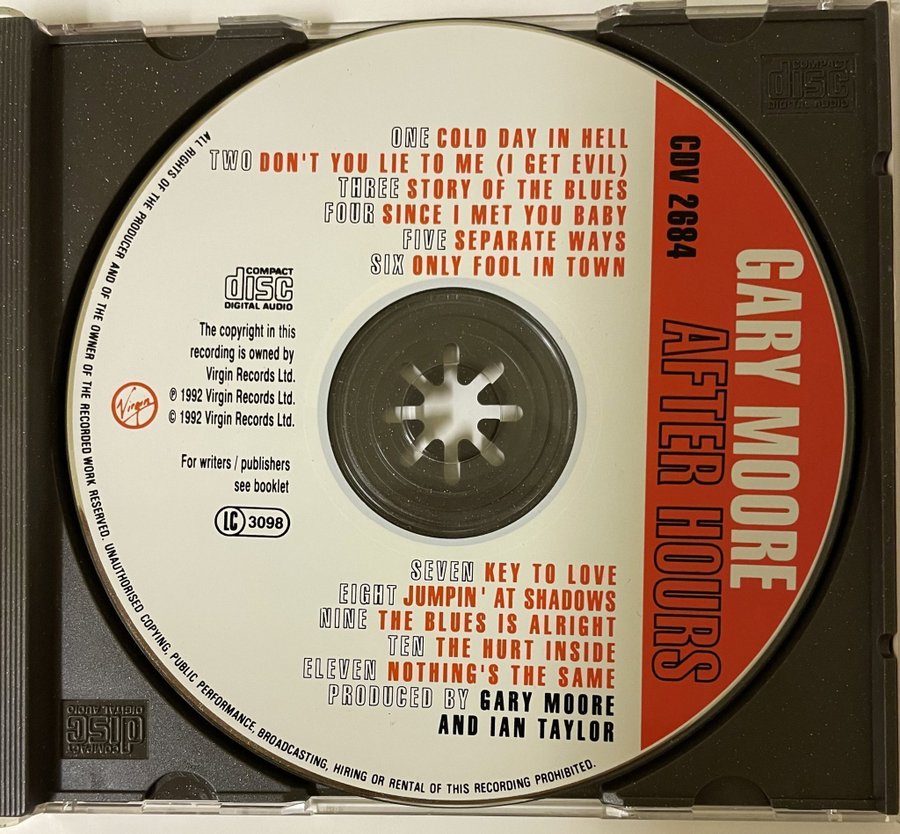 ONE COLD DAY IN HELL
TWO DON'T YOU LIE TO ME (I GET EVIL)
THREE STORY OF THE BLUES
FOUR SINCE I MET YOU BABY
FIVE SEPARATE WAYS
SIX ONLY FOOL IN TOWN
CDV 2684
GARY MOORE
AFTER HOURS
COMPACT
disc
DIGITAL AUDIO
The copyright in this
recording is owned by
Virgin Records Ltd.
℗ 1992 Virgin Records Ltd.
© 1992 Virgin Records Ltd.
Virgin
For writers / publishers
see booklet
LC 3098
SEVEN KEY TO LOVE
EIGHT JUMPIN' AT SHADOWS
NINE THE BLUES IS ALRIGHT
TEN THE HURT INSIDE
ELEVEN NOTHING'S THE SAME
PRODUCED BY GARY MOORE
AND IAN TAYLOR
ALL RIGHTS OF THE PRODUCER AND OF THE OWNER OF THE RECORDED WORK RESERVED. UNAUTHORISED COPYING, PUBLIC PERFORMANCE, BROADCASTING, HIRING OR RENTAL OF THIS RECORDING PROHIBITED.
COMPACT
disc
DIGITAL AUDIO
COMPACT
disc
DIGITAL AUDIO